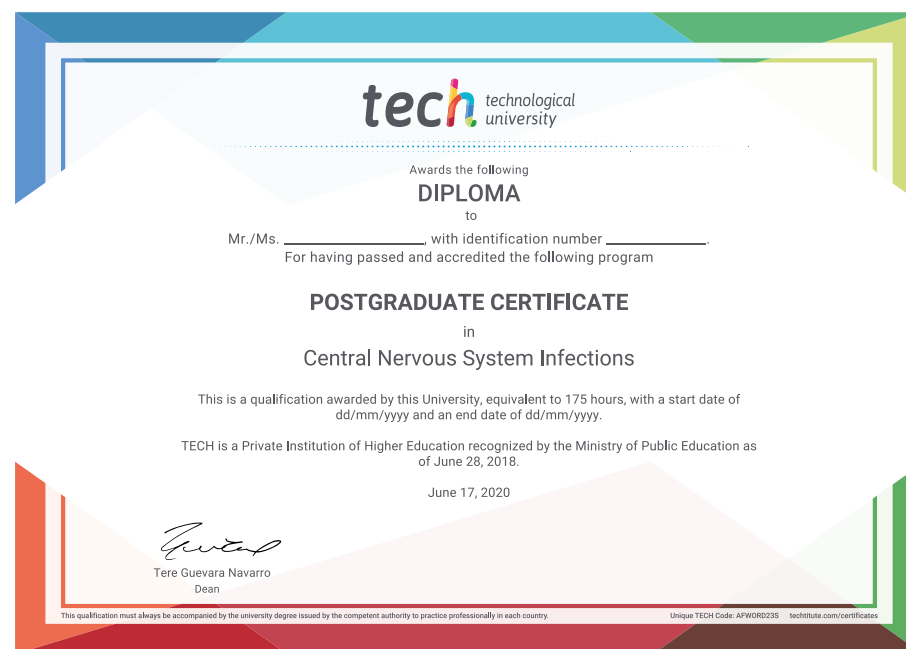 tech technological
university
Awards the following
DIPLOMA
to
Mr./Ms. ____________, with identification number ____________.
For having passed and accredited the following program
POSTGRADUATE CERTIFICATE
in
Central Nervous System Infections
This is a qualification awarded by this University, equivalent to 175 hours, with a start date of
dd/mm/yyyy and an end date of dd/mm/yyyy.
TECH is a Private Institution of Higher Education recognized by the Ministry of Public Education as
of June 28, 2018.
June 17, 2020
Tere Guevara Navarro
Dean
This qualification must always be accompanied by the university degree issued by the competent authority to practice professionally in each country. Unique TECH Code: AFWORD23S techtitute.com/certificates